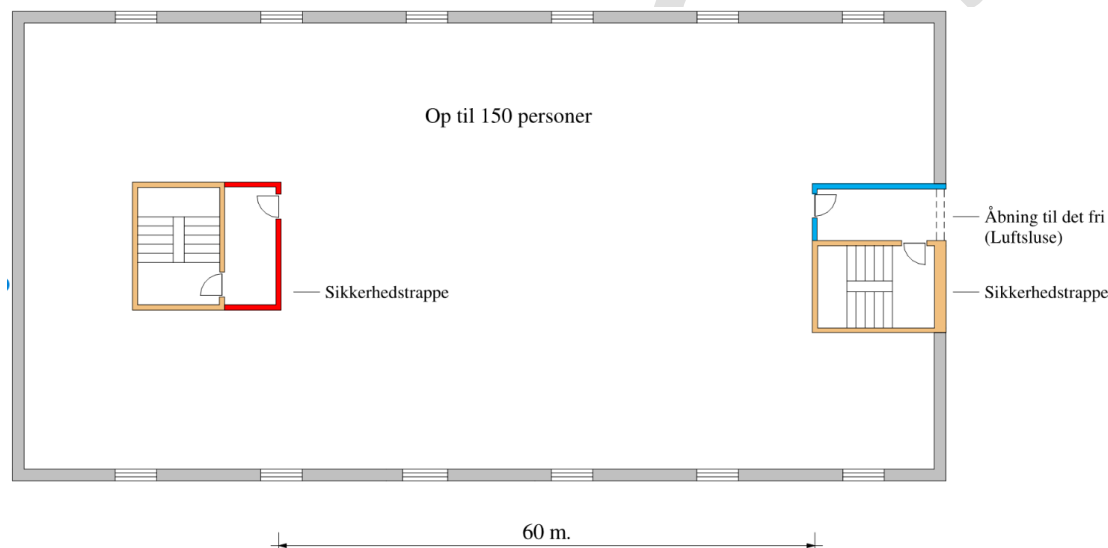 Op til 150 personer
Åbning til det fri
(Luftsluse)
Sikkerhedstrappe
Sikkerhedstrappe
60 m.